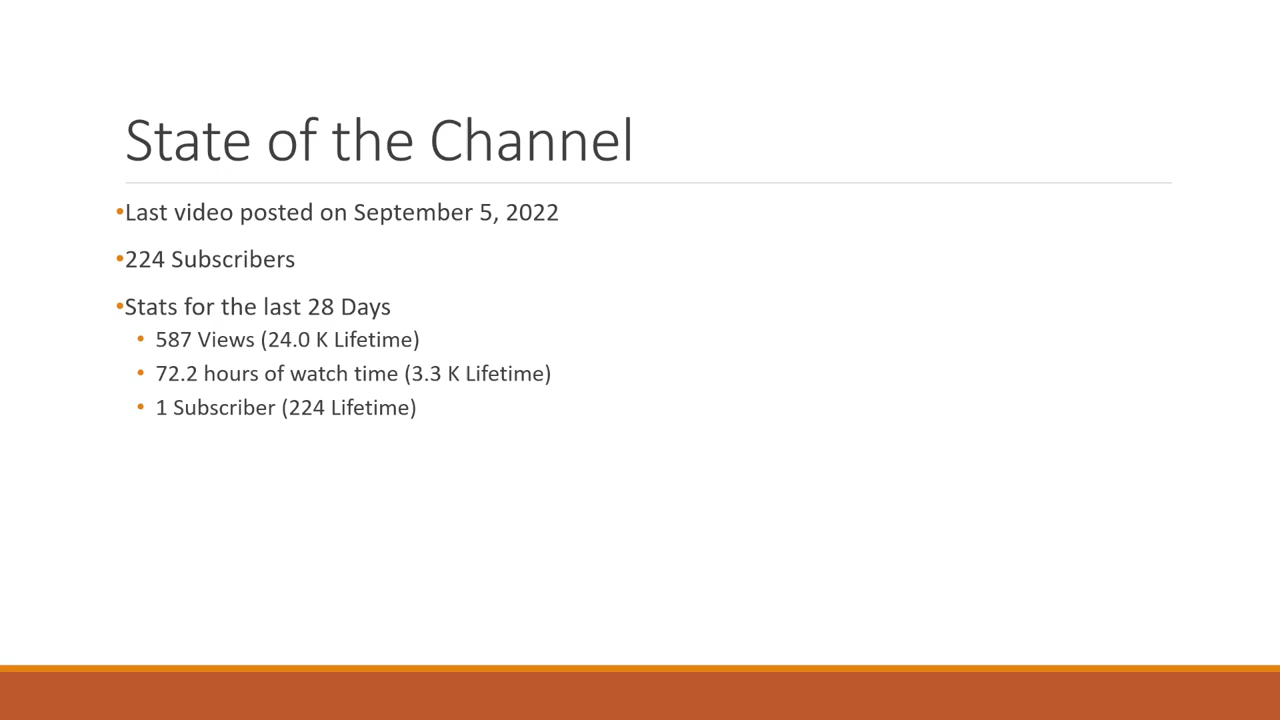 State of the Channel
•Last video posted on September 5, 2022
•224 Subscribers
•Stats for the last 28 Days
• 587 Views (24.0 K Lifetime)
• 72.2 hours of watch time (3.3 K Lifetime)
• 1 Subscriber (224 Lifetime)